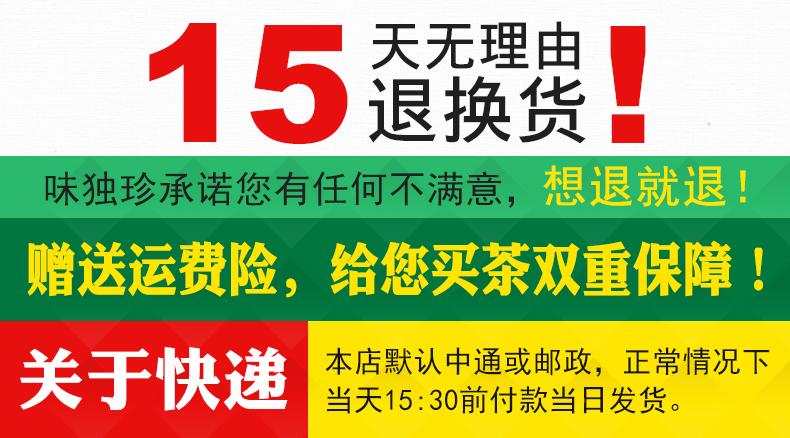 15天无理由退换货！
味独珍承诺您有任何不满意，想退就退！
赠送运费险，给您买茶双重保障！
关于快递
本店默认中通或邮政，正常情况下
当天15:30前付款当日发货。